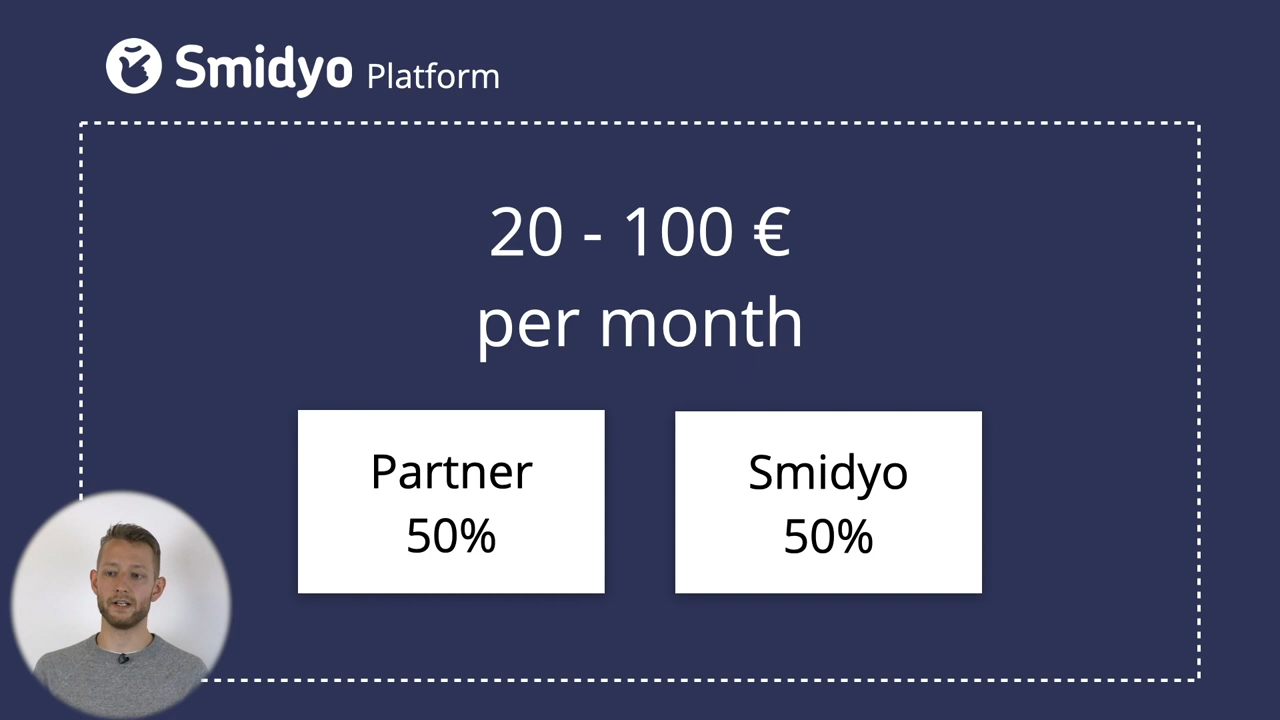 Smidyo Platform
20 - 100 €
per month
Partner
50%
Smidyo
50%